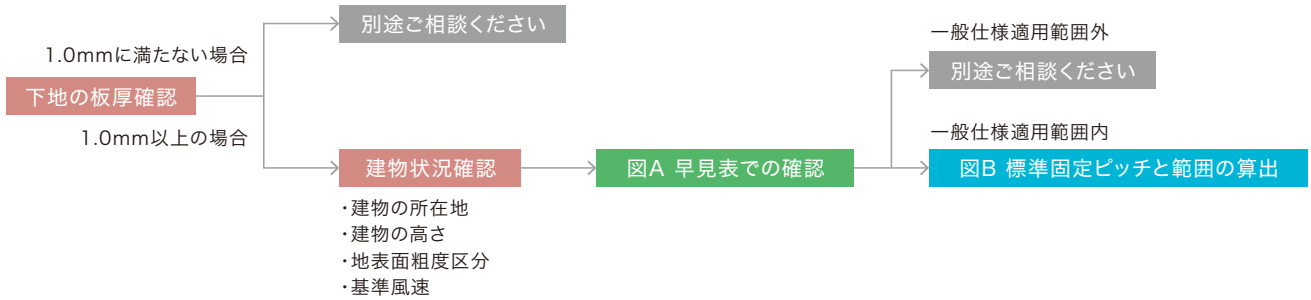 別途ご相談ください
一般仕様適用範囲外
1.0mmに満たない場合
別途ご相談ください
下地の板厚確認
1.0mm以上の場合
一般仕様適用範囲内
建物状況確認
図A 早見表での確認
図B 標準固定ピッチと範囲の算出
・建物の所在地
・建物の高さ
・地表面粗度区分
・基準風速